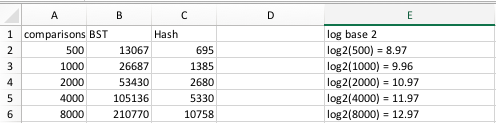 A B C D E
1 comparisons BST Hash log base 2
2 500 13067 695 log2(500) = 8.97
3 1000 26687 1385 log2(1000) = 9.96
4 2000 53430 2680 log2(2000) = 10.97
5 4000 105136 5330 log2(4000) = 11.97
6 8000 210770 10758 log2(8000) = 12.97